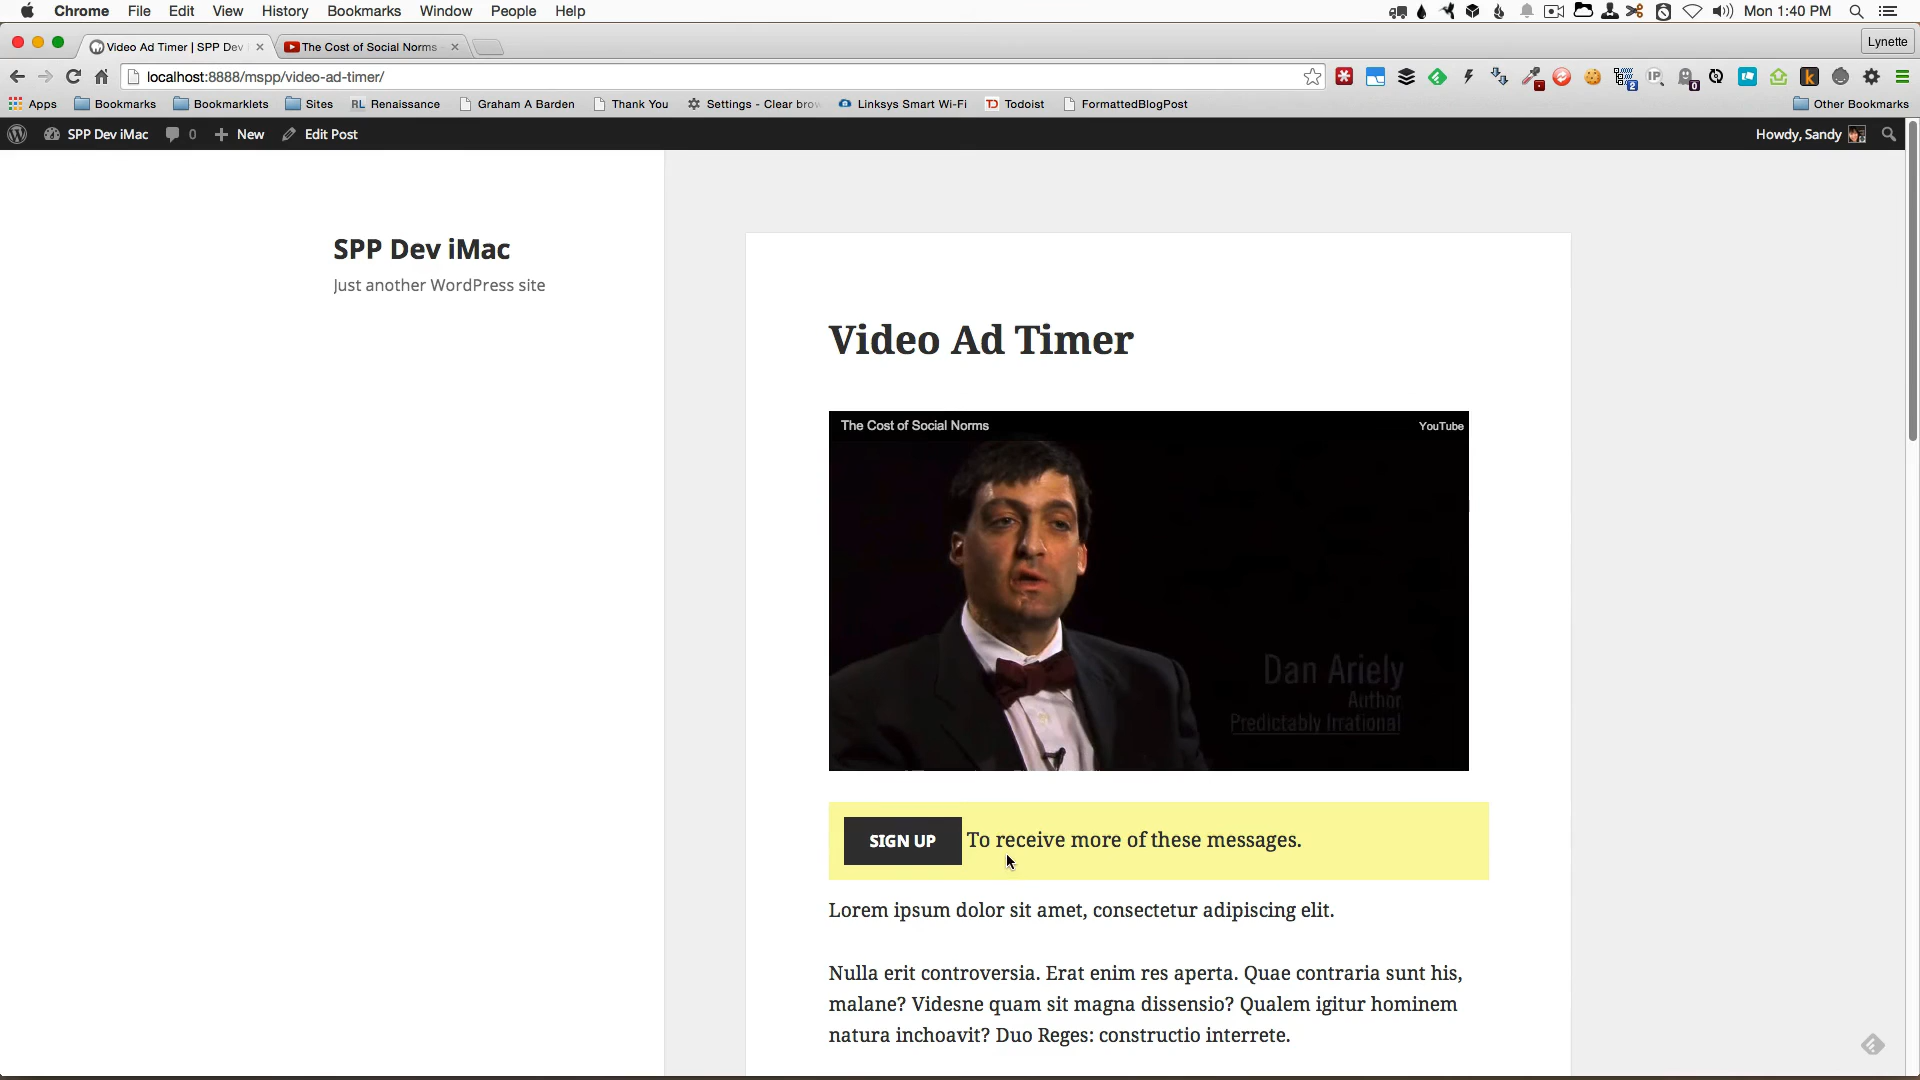 Chrome File Edit View History Bookmarks Window People Help Mon 1:40 PM
Video Ad Timer | SPP Dev The Cost of Social Norms Lynette
localhost:8888/mspp/video-ad-timer/
Apps Bookmarks Bookmarklets Sites RL Renaissance Graham A Barden Thank You Settings - Clear brow Linksys Smart Wi-Fi Todoist FormattedBlogPost Other Bookmarks
SPP Dev iMac 0 New Edit Post Howdy, Sandy
SPP Dev iMac
Just another WordPress site
Video Ad Timer
The Cost of Social Norms YouTube
Dan Ariely
Author
Predictably Irrational
SIGN UP To receive more of these messages.
Lorem ipsum dolor sit amet, consectetur adipiscing elit.
Nulla erit controversia. Erat enim res aperta. Quae contraria sunt his,
malane? Videsne quam sit magna dissensio? Qualem igitur hominem
natura inchoavit? Duo Reges: constructio interrete.